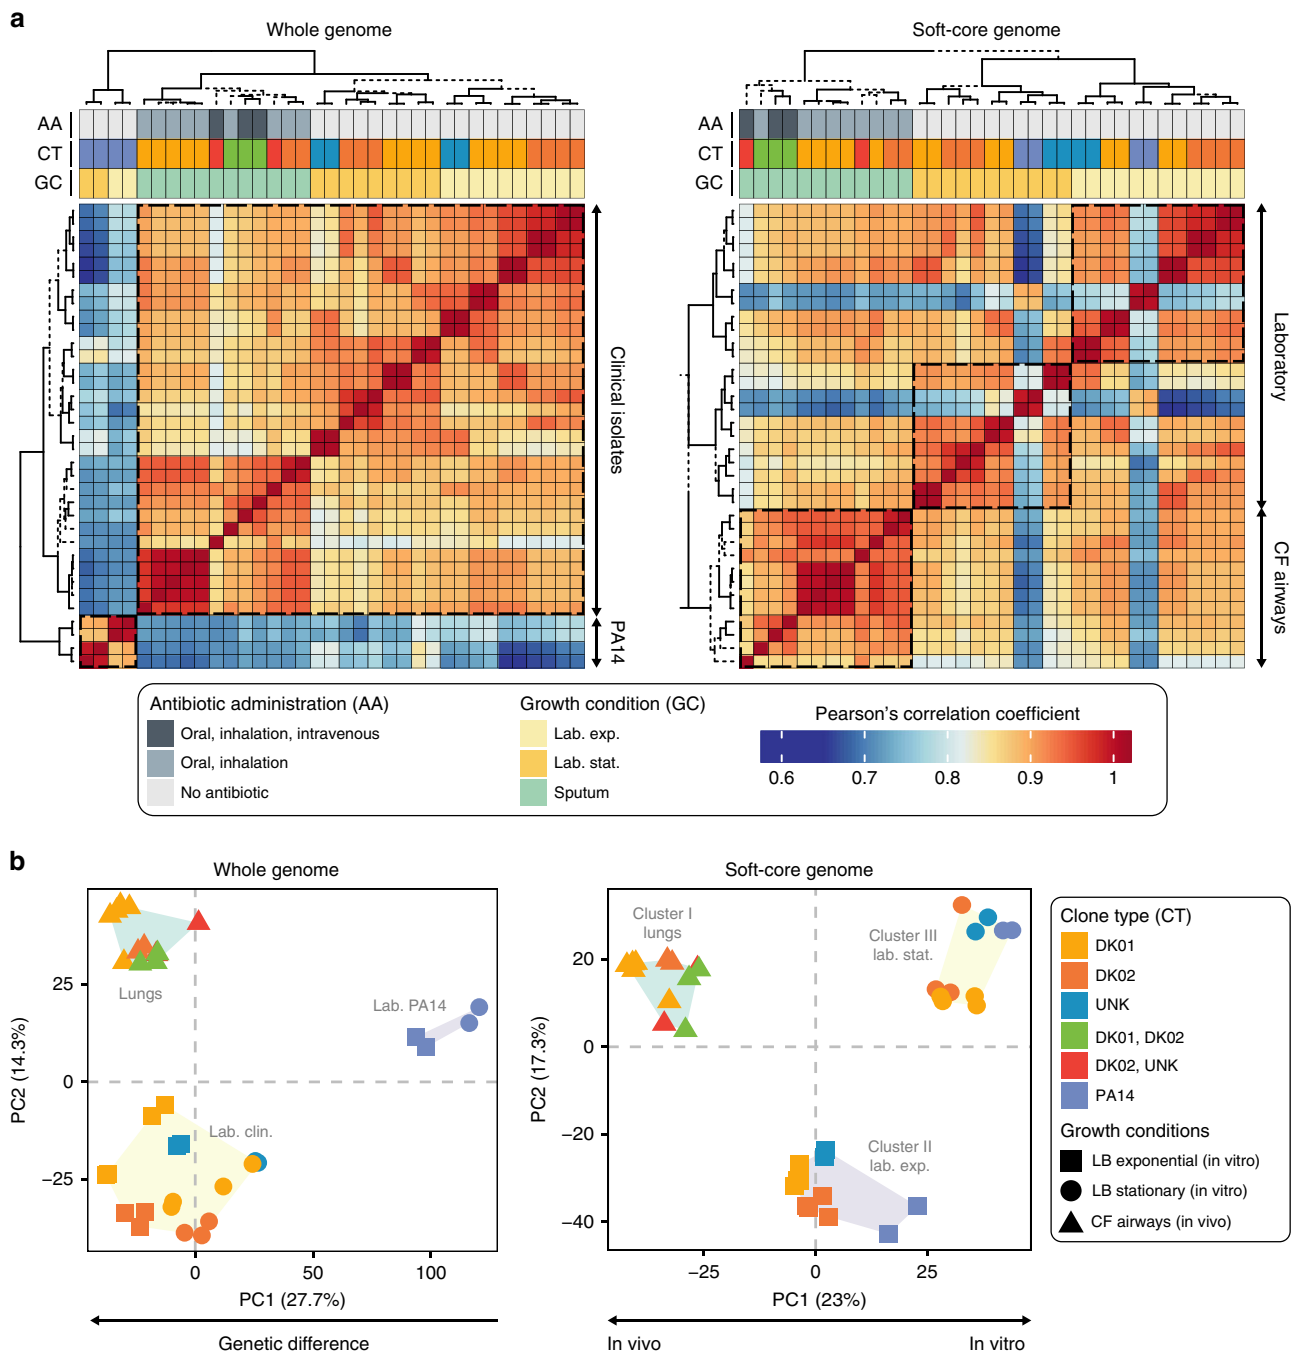 a
Whole genome
Soft-core genome
AA
CT
GC
AA
CT
GC
Clinical isolates
PA14
Laboratory
CF airways
Antibiotic administration (AA)
Oral, inhalation, intravenous
Oral, inhalation
No antibiotic
Growth condition (GC)
Lab. exp.
Lab. stat.
Sputum
Pearson's correlation coefficient
0.6 0.7 0.8 0.9 1
b
Whole genome
Soft-core genome
PC2 (14.3%)
25
0
−25
Lungs
Lab. PA14
Lab. clin.
0 50 100
PC1 (27.7%)
Genetic difference
PC2 (17.3%)
20
0
−20
−40
Cluster I
lungs
Cluster III
lab. stat.
Cluster II
lab. exp.
−25 0 25
PC1 (23%)
In vivo In vitro
Clone type (CT)
DK01
DK02
UNK
DK01, DK02
DK02, UNK
PA14
Growth conditions
LB exponential (in vitro)
LB stationary (in vitro)
CF airways (in vivo)